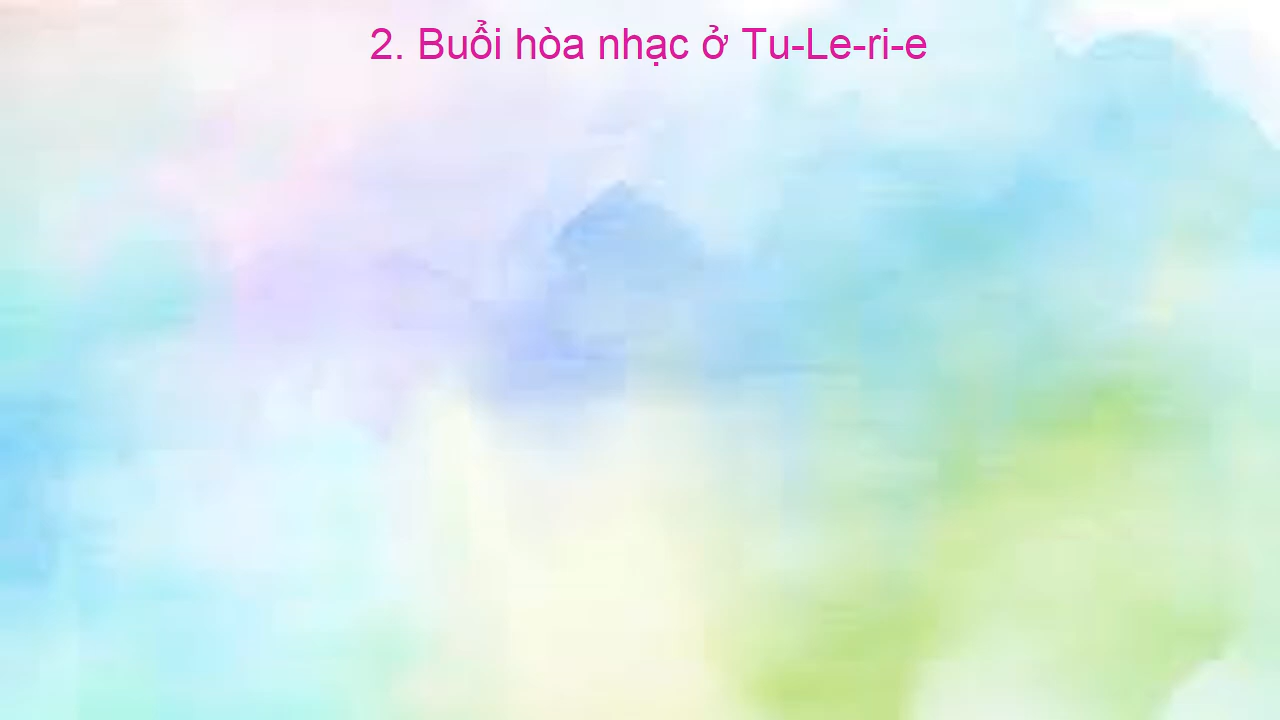 2. Buổi hòa nhạc ở Tu-Le-ri-e